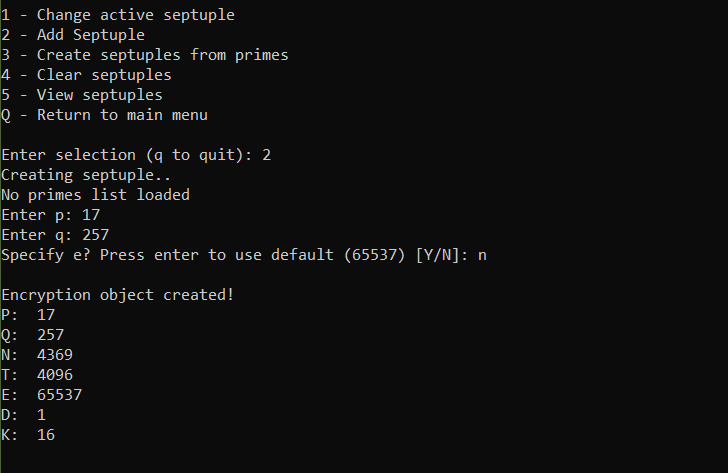 1 - Change active septuple
2 - Add Septuple
3 - Create septuples from primes
4 - Clear septuples
5 - View septuples
Q - Return to main menu
Enter selection (q to quit): 2
Creating septuple..
No primes list loaded
Enter p: 17
Enter q: 257
Specify e? Press enter to use default (65537) [Y/N]: n
Encryption object created!
P:  17
Q:  257
N:  4369
T:  4096
E:  65537
D:  1
K:  16